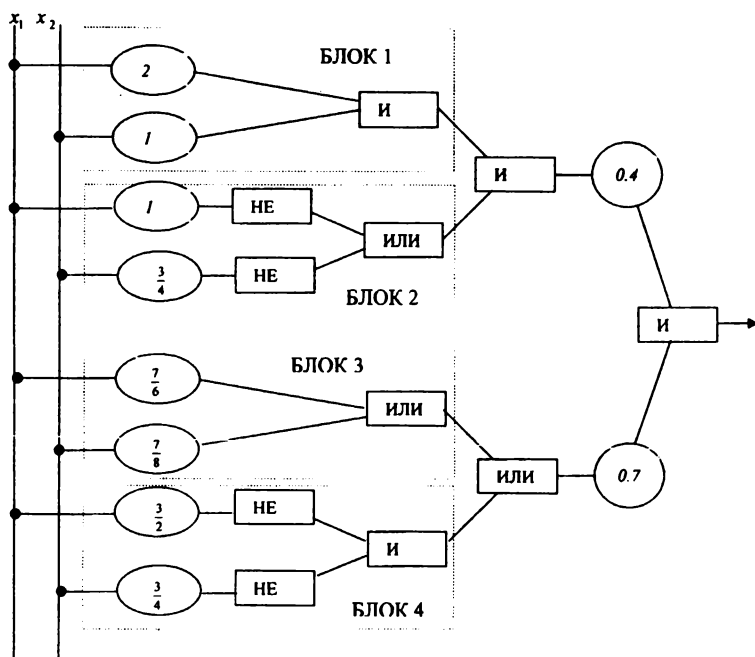 x₁ x₂
БЛОК 1
2
И
1
И
0.4
1
НЕ
ИЛИ
3/4
НЕ
БЛОК 2
И
БЛОК 3
7/6
ИЛИ
7/8
ИЛИ
0.7
3/2
НЕ
И
3/4
НЕ
БЛОК 4